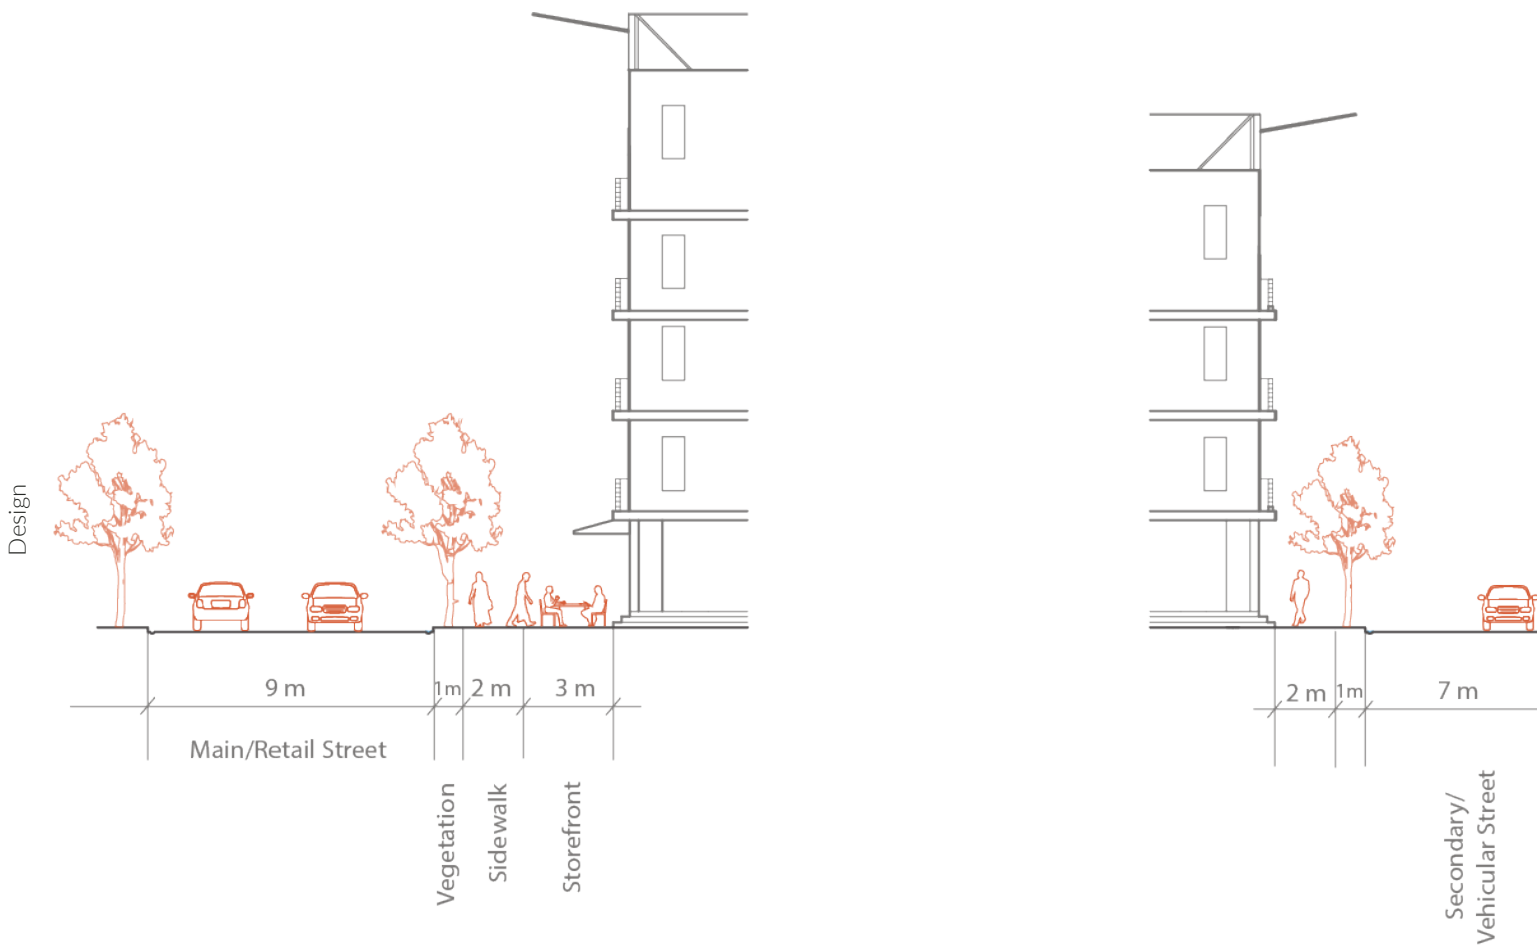 Design
9 m
1m
2 m
3 m
2 m
1m
7 m
Main/Retail Street
Vegetation
Sidewalk
Storefront
Secondary/
Vehicular Street